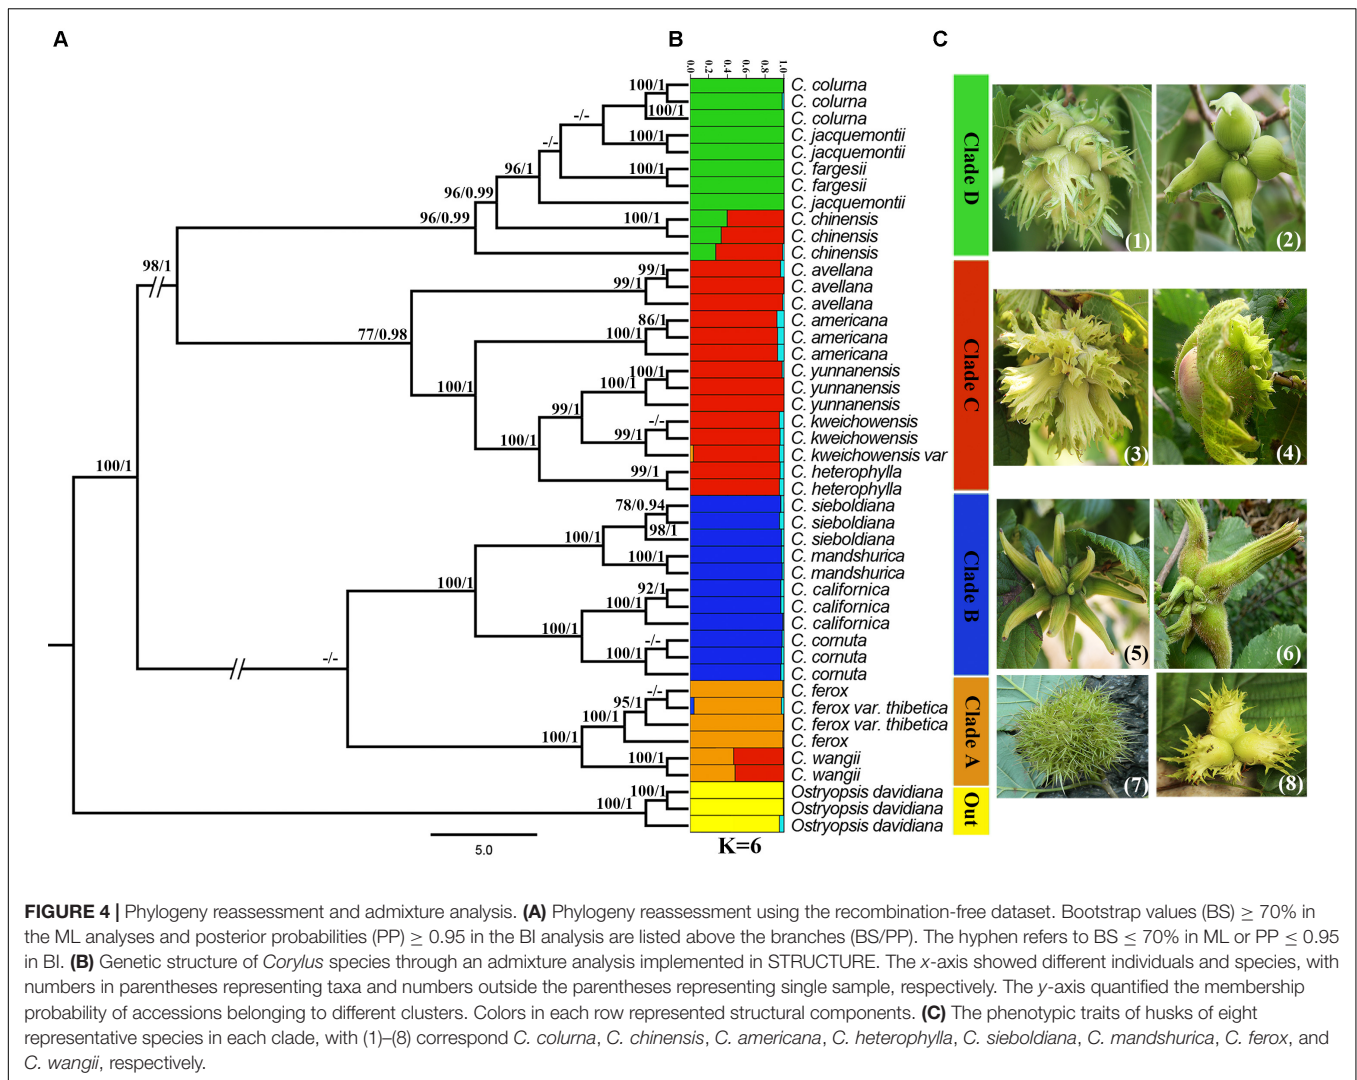 A
B
C
0.0
0.2
0.4
0.6
0.8
1.0
100/1
C. colurna
C. colurna
100/1
C. colurna
-/-
100/1
C. jacquemontii
-/-
C. jacquemontii
96/1
100/1
C. fargesii
C. fargesii
96/0.99
C. jacquemontii
96/0.99
100/1
C. chinensis
C. chinensis
C. chinensis
98/1
99/1
C. avellana
99/1
C. avellana
C. avellana
86/1
C. americana
77/0.98
100/1
C. americana
C. americana
100/1
C. yunnanensis
100/1
100/1
C. yunnanensis
C. yunnanensis
99/1
-/-
C. kweichowensis
100/1
99/1
C. kweichowensis
C. kweichowensis var
99/1
C. heterophylla
100/1
C. heterophylla
78/0.94
C. sieboldiana
C. sieboldiana
98/1
100/1
C. sieboldiana
100/1
C. mandshurica
C. mandshurica
100/1
92/1
C. californica
100/1
C. californica
100/1
C. californica
-/-
C. cornuta
-/-
100/1
C. cornuta
C. cornuta
-/-
C. ferox
95/1
C. ferox var. thibetica
100/1
C. ferox var. thibetica
100/1
C. ferox
100/1
C. wangii
C. wangii
100/1
Ostryopsis davidiana
100/1
Ostryopsis davidiana
Ostryopsis davidiana
5.0
K=6
Clade D
Clade C
Clade B
Clade A
Out
(1)
(2)
(3)
(4)
(5)
(6)
(7)
(8)
FIGURE 4 | Phylogeny reassessment and admixture analysis. (A) Phylogeny reassessment using the recombination-free dataset. Bootstrap values (BS) ≥ 70% in
the ML analyses and posterior probabilities (PP) ≥ 0.95 in the BI analysis are listed above the branches (BS/PP). The hyphen refers to BS ≤ 70% in ML or PP ≤ 0.95
in BI. (B) Genetic structure of Corylus species through an admixture analysis implemented in STRUCTURE. The x-axis showed different individuals and species, with
numbers in parentheses representing taxa and numbers outside the parentheses representing single sample, respectively. The y-axis quantified the membership
probability of accessions belonging to different clusters. Colors in each row represented structural components. (C) The phenotypic traits of husks of eight
representative species in each clade, with (1)–(8) correspond C. colurna, C. chinensis, C. americana, C. heterophylla, C. sieboldiana, C. mandshurica, C. ferox, and
C. wangii, respectively.